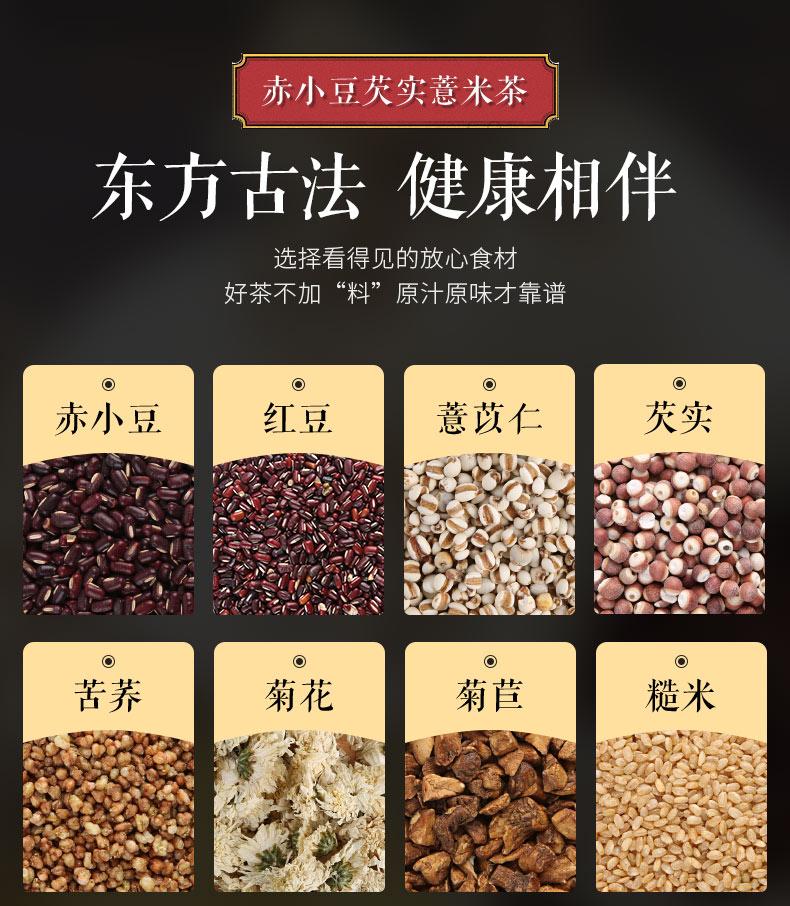 赤小豆芡实薏米茶
东方古法 健康相伴
选择看得见的放心食材
好茶不加“料”原汁原味才靠谱
赤小豆
红豆
薏苡仁
芡实
苦荞
菊花
菊苣
糙米